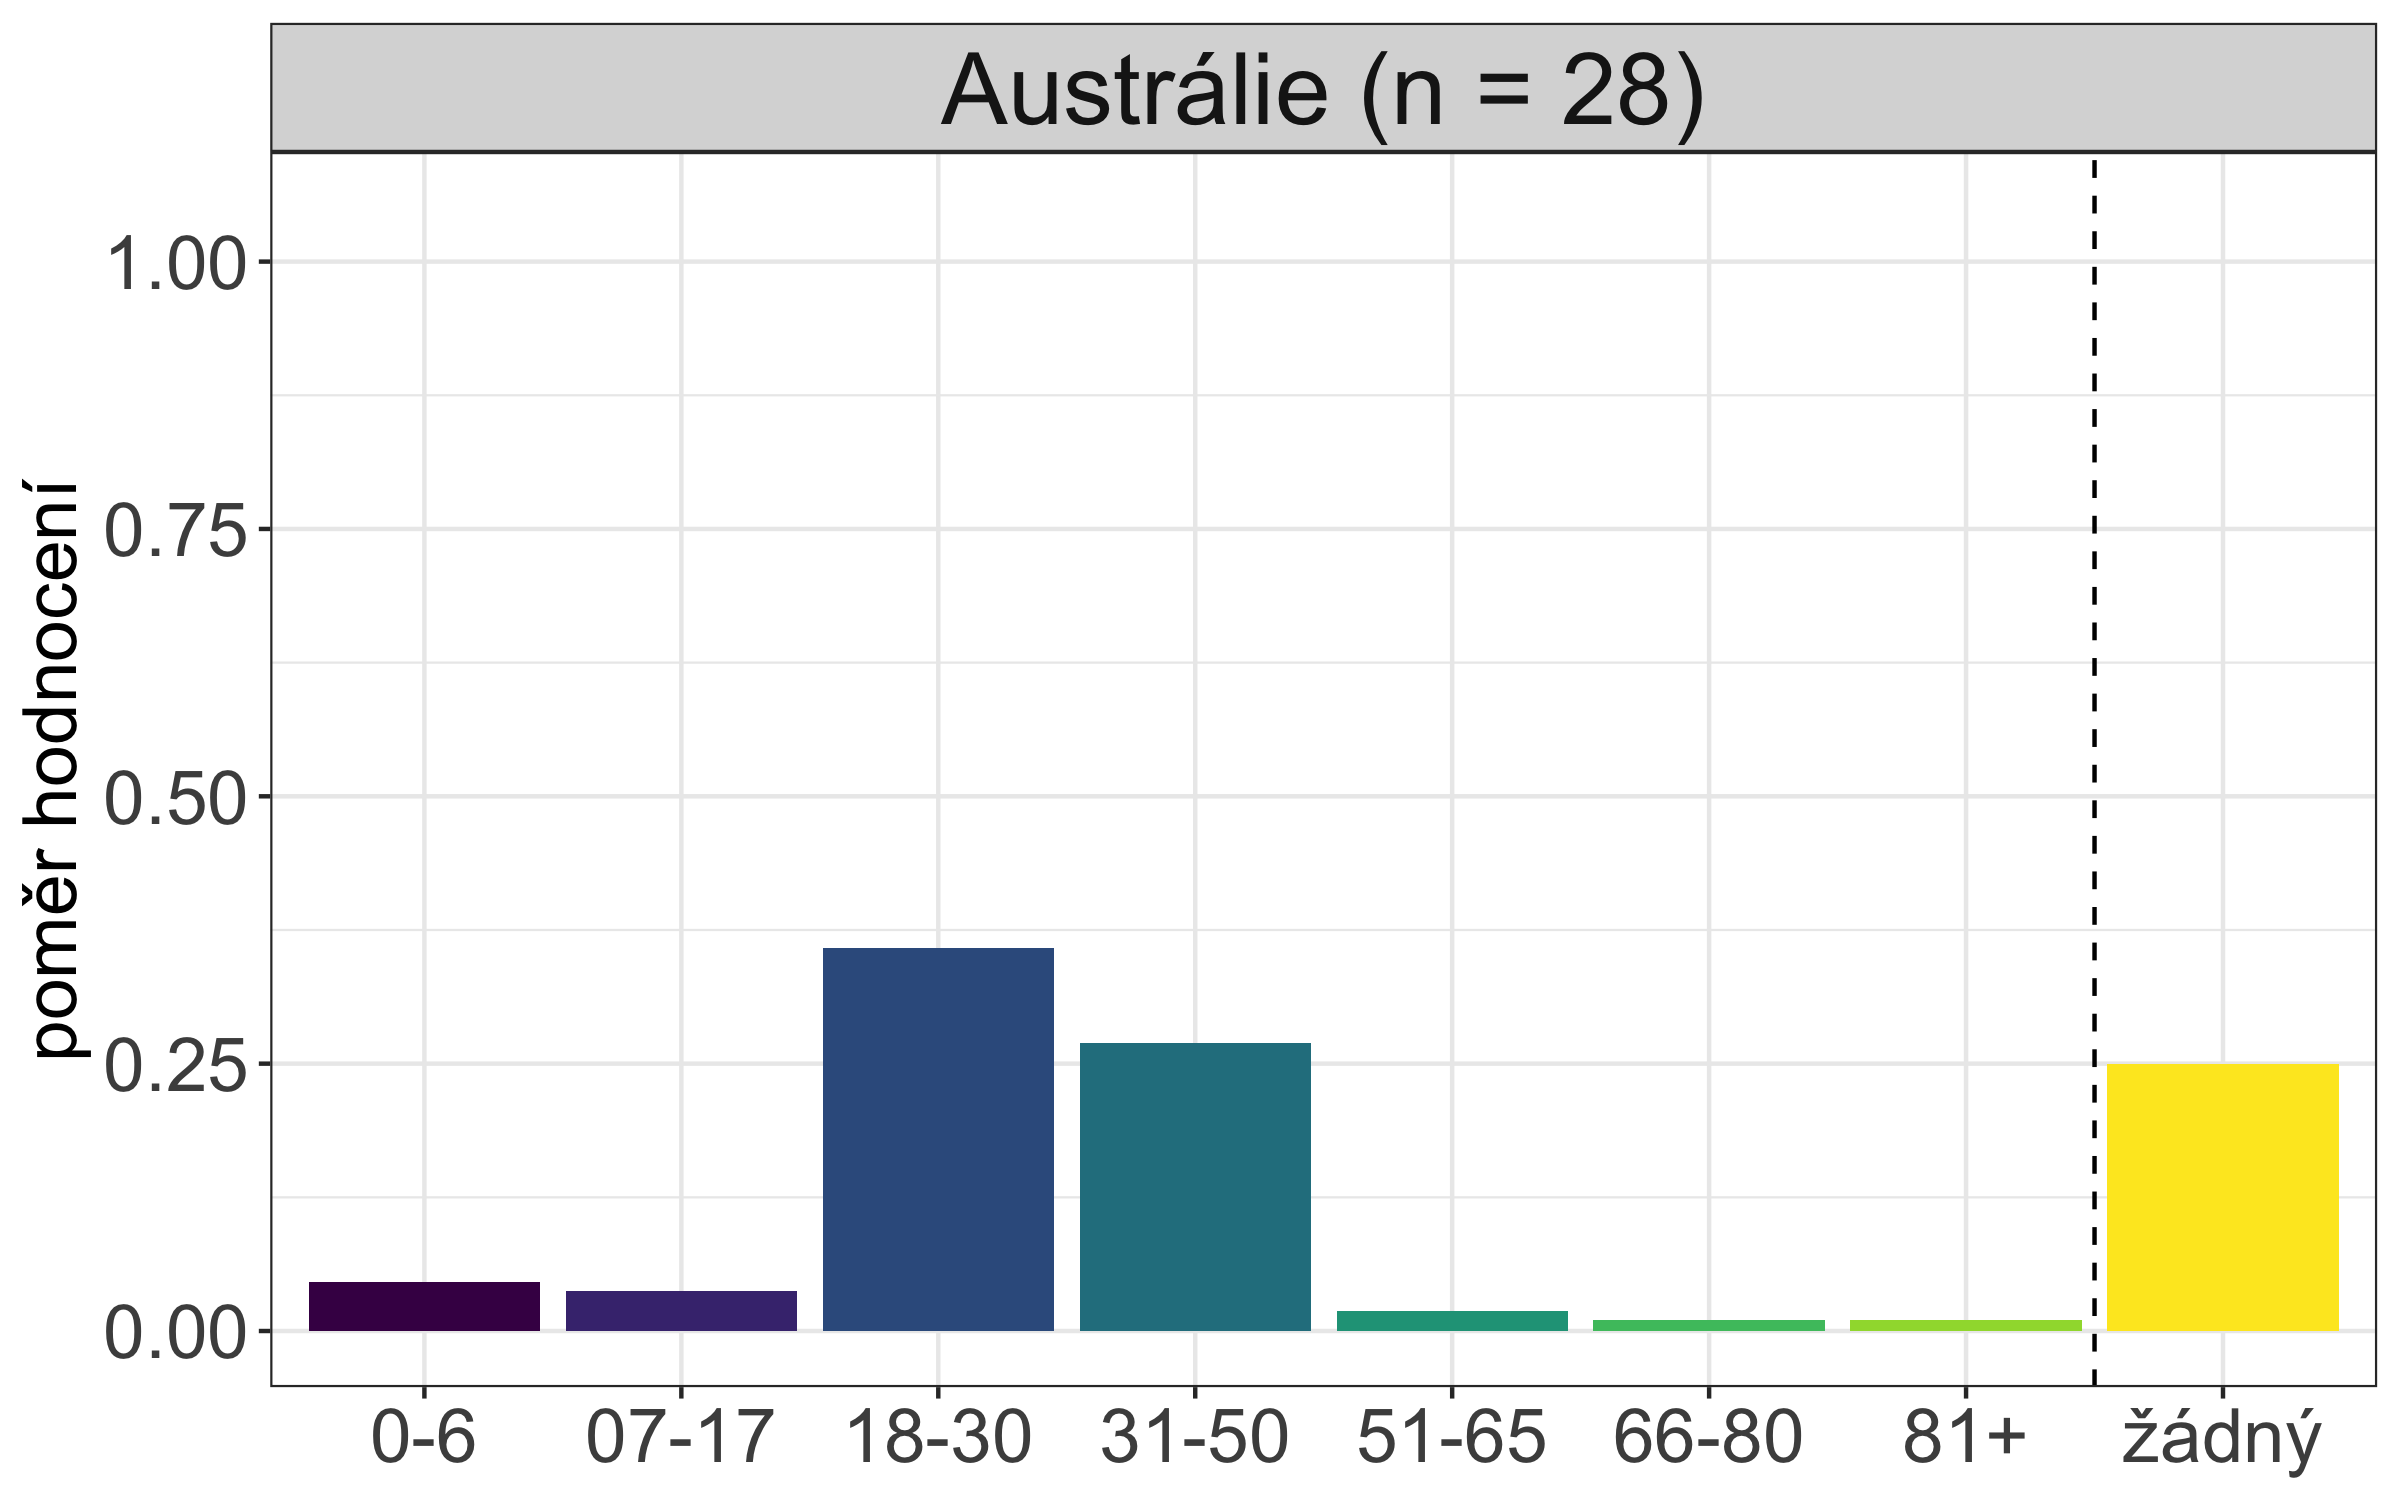 Austrálie (n = 28)
poměr hodnocení
1.00
0.75
0.50
0.25
0.00
0-6 07-17 18-30 31-50 51-65 66-80 81+ žádný